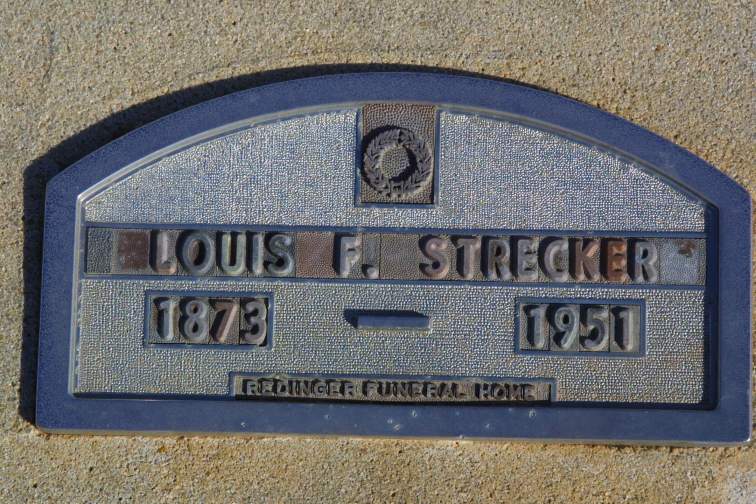 LOUIS F. STRECKER
1873 — 1951
REDINGER FUNERAL HOME